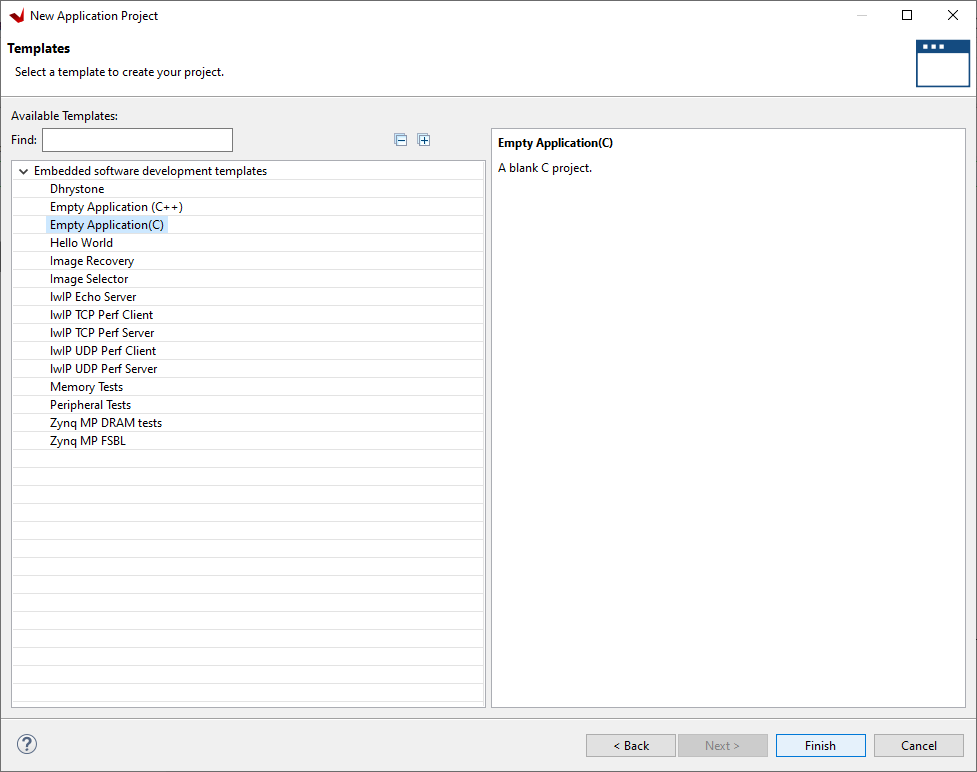 New Application Project
Templates
Select a template to create your project.
Available Templates:
Find:
Embedded software development templates
Dhrystone
Empty Application (C++)
Empty Application(C)
Hello World
Image Recovery
Image Selector
lwIP Echo Server
lwIP TCP Perf Client
lwIP TCP Perf Server
lwIP UDP Perf Client
lwIP UDP Perf Server
Memory Tests
Peripheral Tests
Zynq MP DRAM tests
Zynq MP FSBL
Empty Application(C)
A blank C project.
?
< Back
Next >
Finish
Cancel